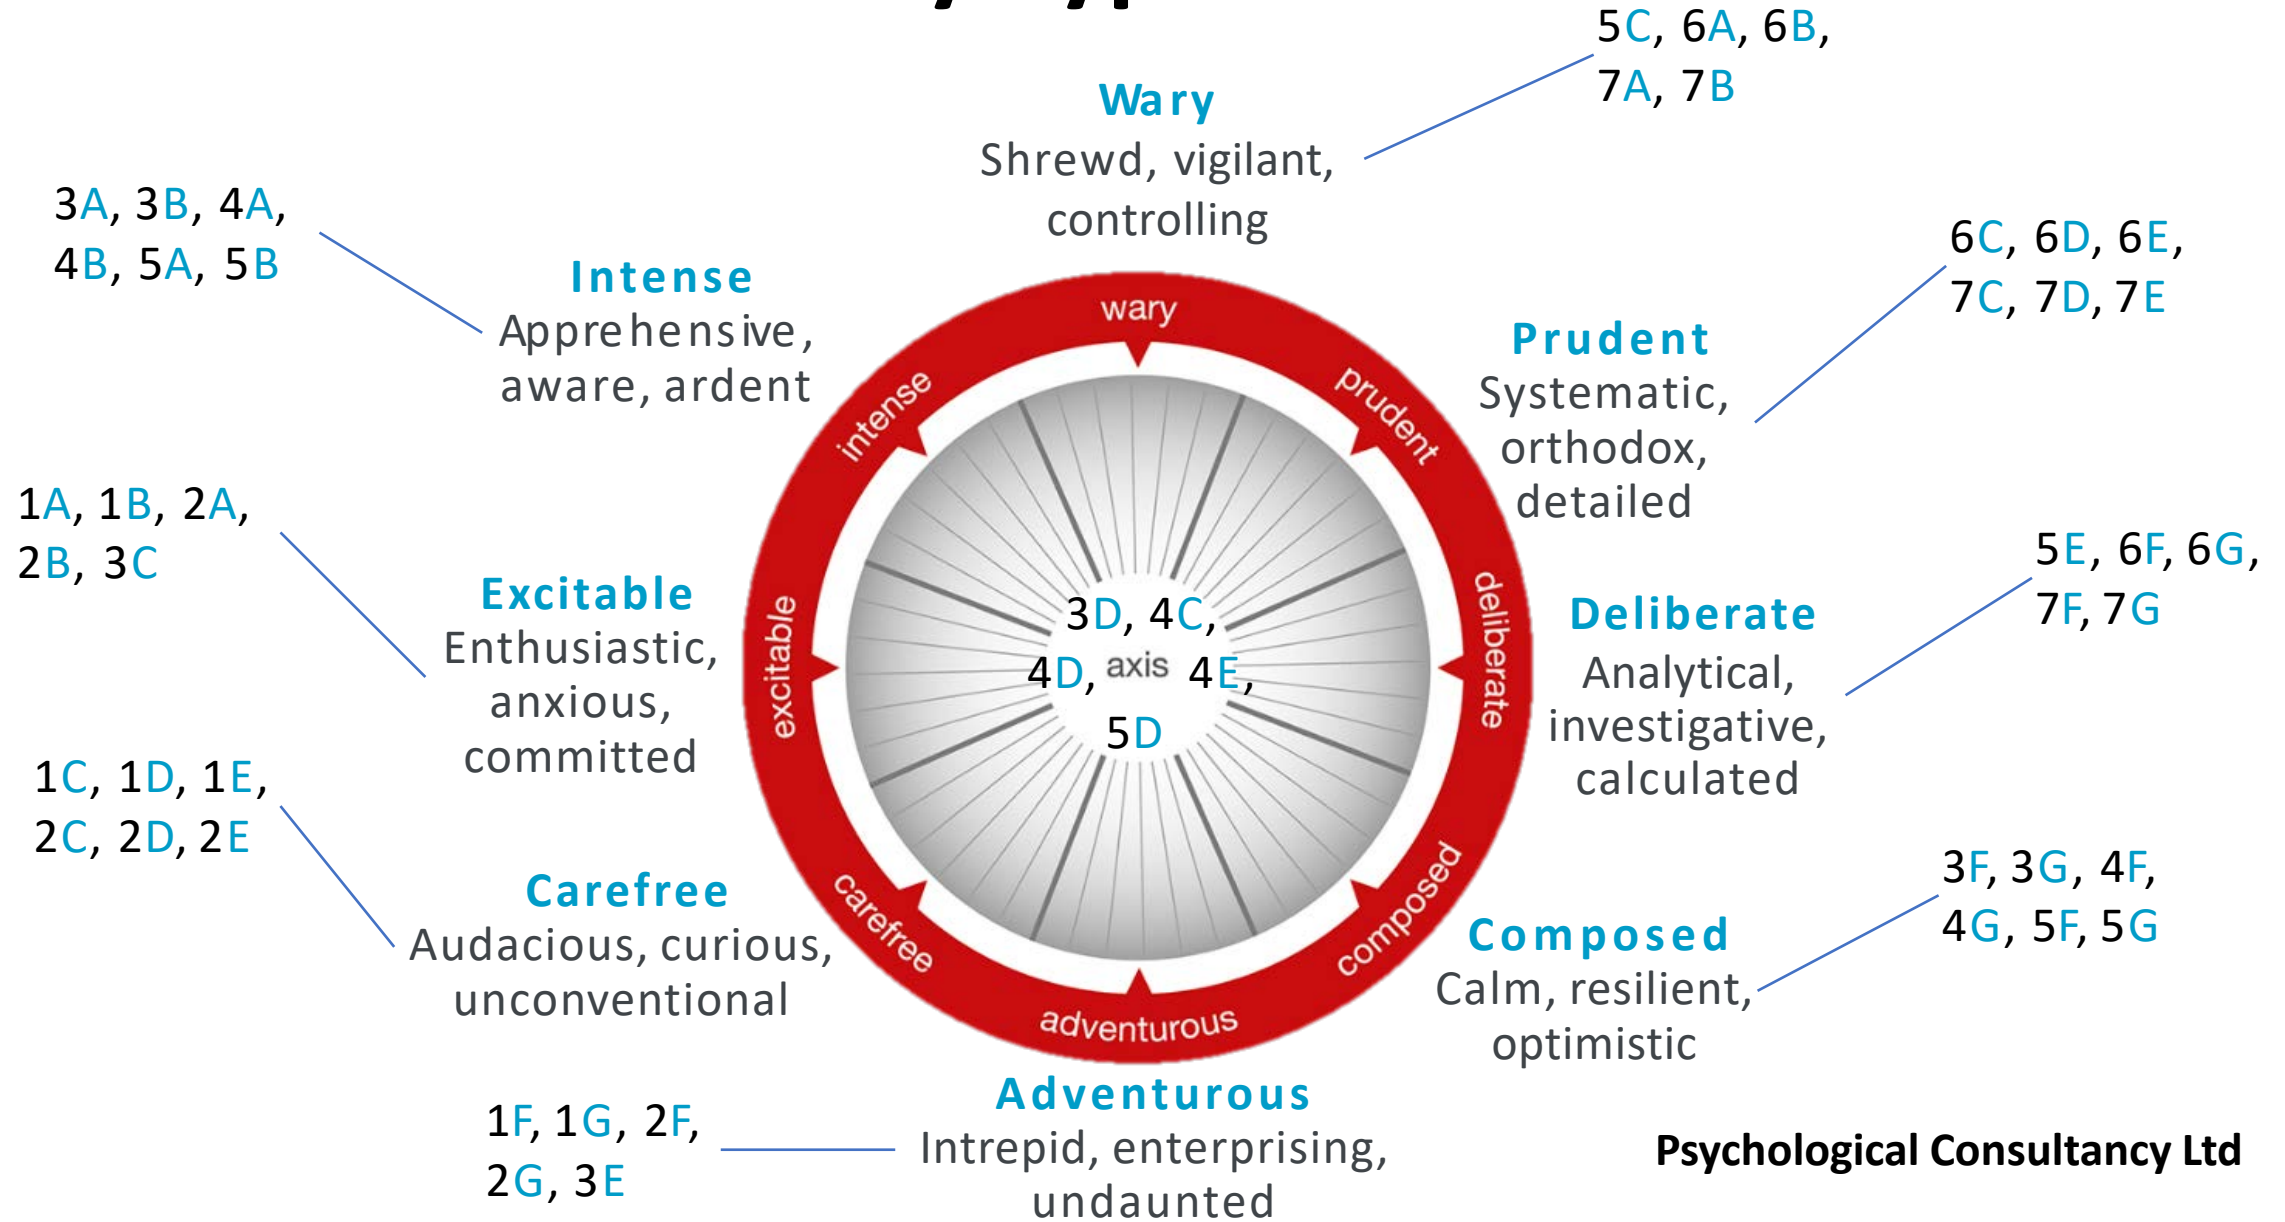 5C, 6A, 6B,
7A, 7B
Wary
Shrewd, vigilant,
controlling
3A, 3B, 4A,
4B, 5A, 5B
Intense
Apprehensive,
aware, ardent
6C, 6D, 6E,
7C, 7D, 7E
Prudent
Systematic,
orthodox,
detailed
wary
intense
prudent
1A, 1B, 2A,
2B, 3C
Excitable
Enthusiastic,
anxious,
committed
excitable
3D, 4C,
4D, axis 4E,
5D
deliberate
5E, 6F, 6G,
7F, 7G
Deliberate
Analytical,
investigative,
calculated
1C, 1D, 1E,
2C, 2D, 2E
Carefree
Audacious, curious,
unconventional
carefree
adventurous
composed
3F, 3G, 4F,
4G, 5F, 5G
Composed
Calm, resilient,
optimistic
1F, 1G, 2F,
2G, 3E
Adventurous
Intrepid, enterprising,
undaunted
Psychological Consultancy Ltd